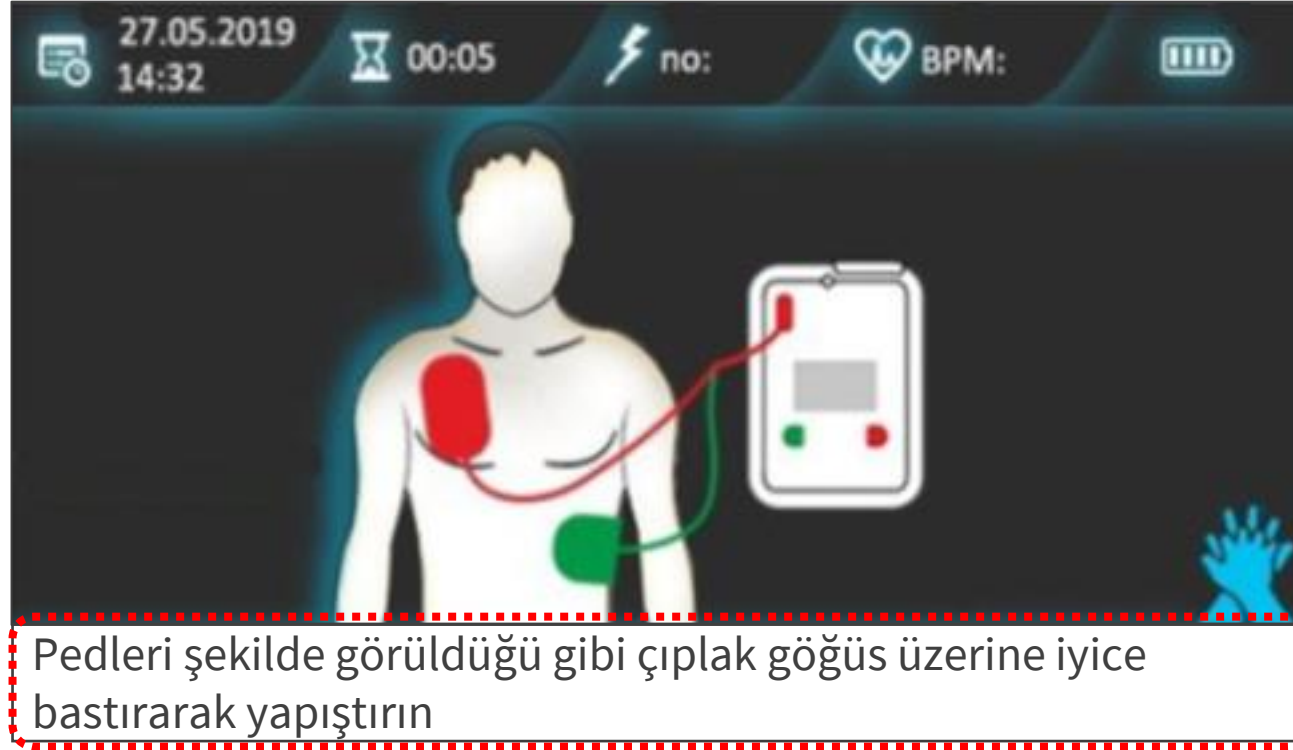 27.05.2019
14:32
00:05
no:
BPM:
Pedleri şekilde görüldüğü gibi çıplak göğüs üzerine iyice
bastırarak yapıştırın